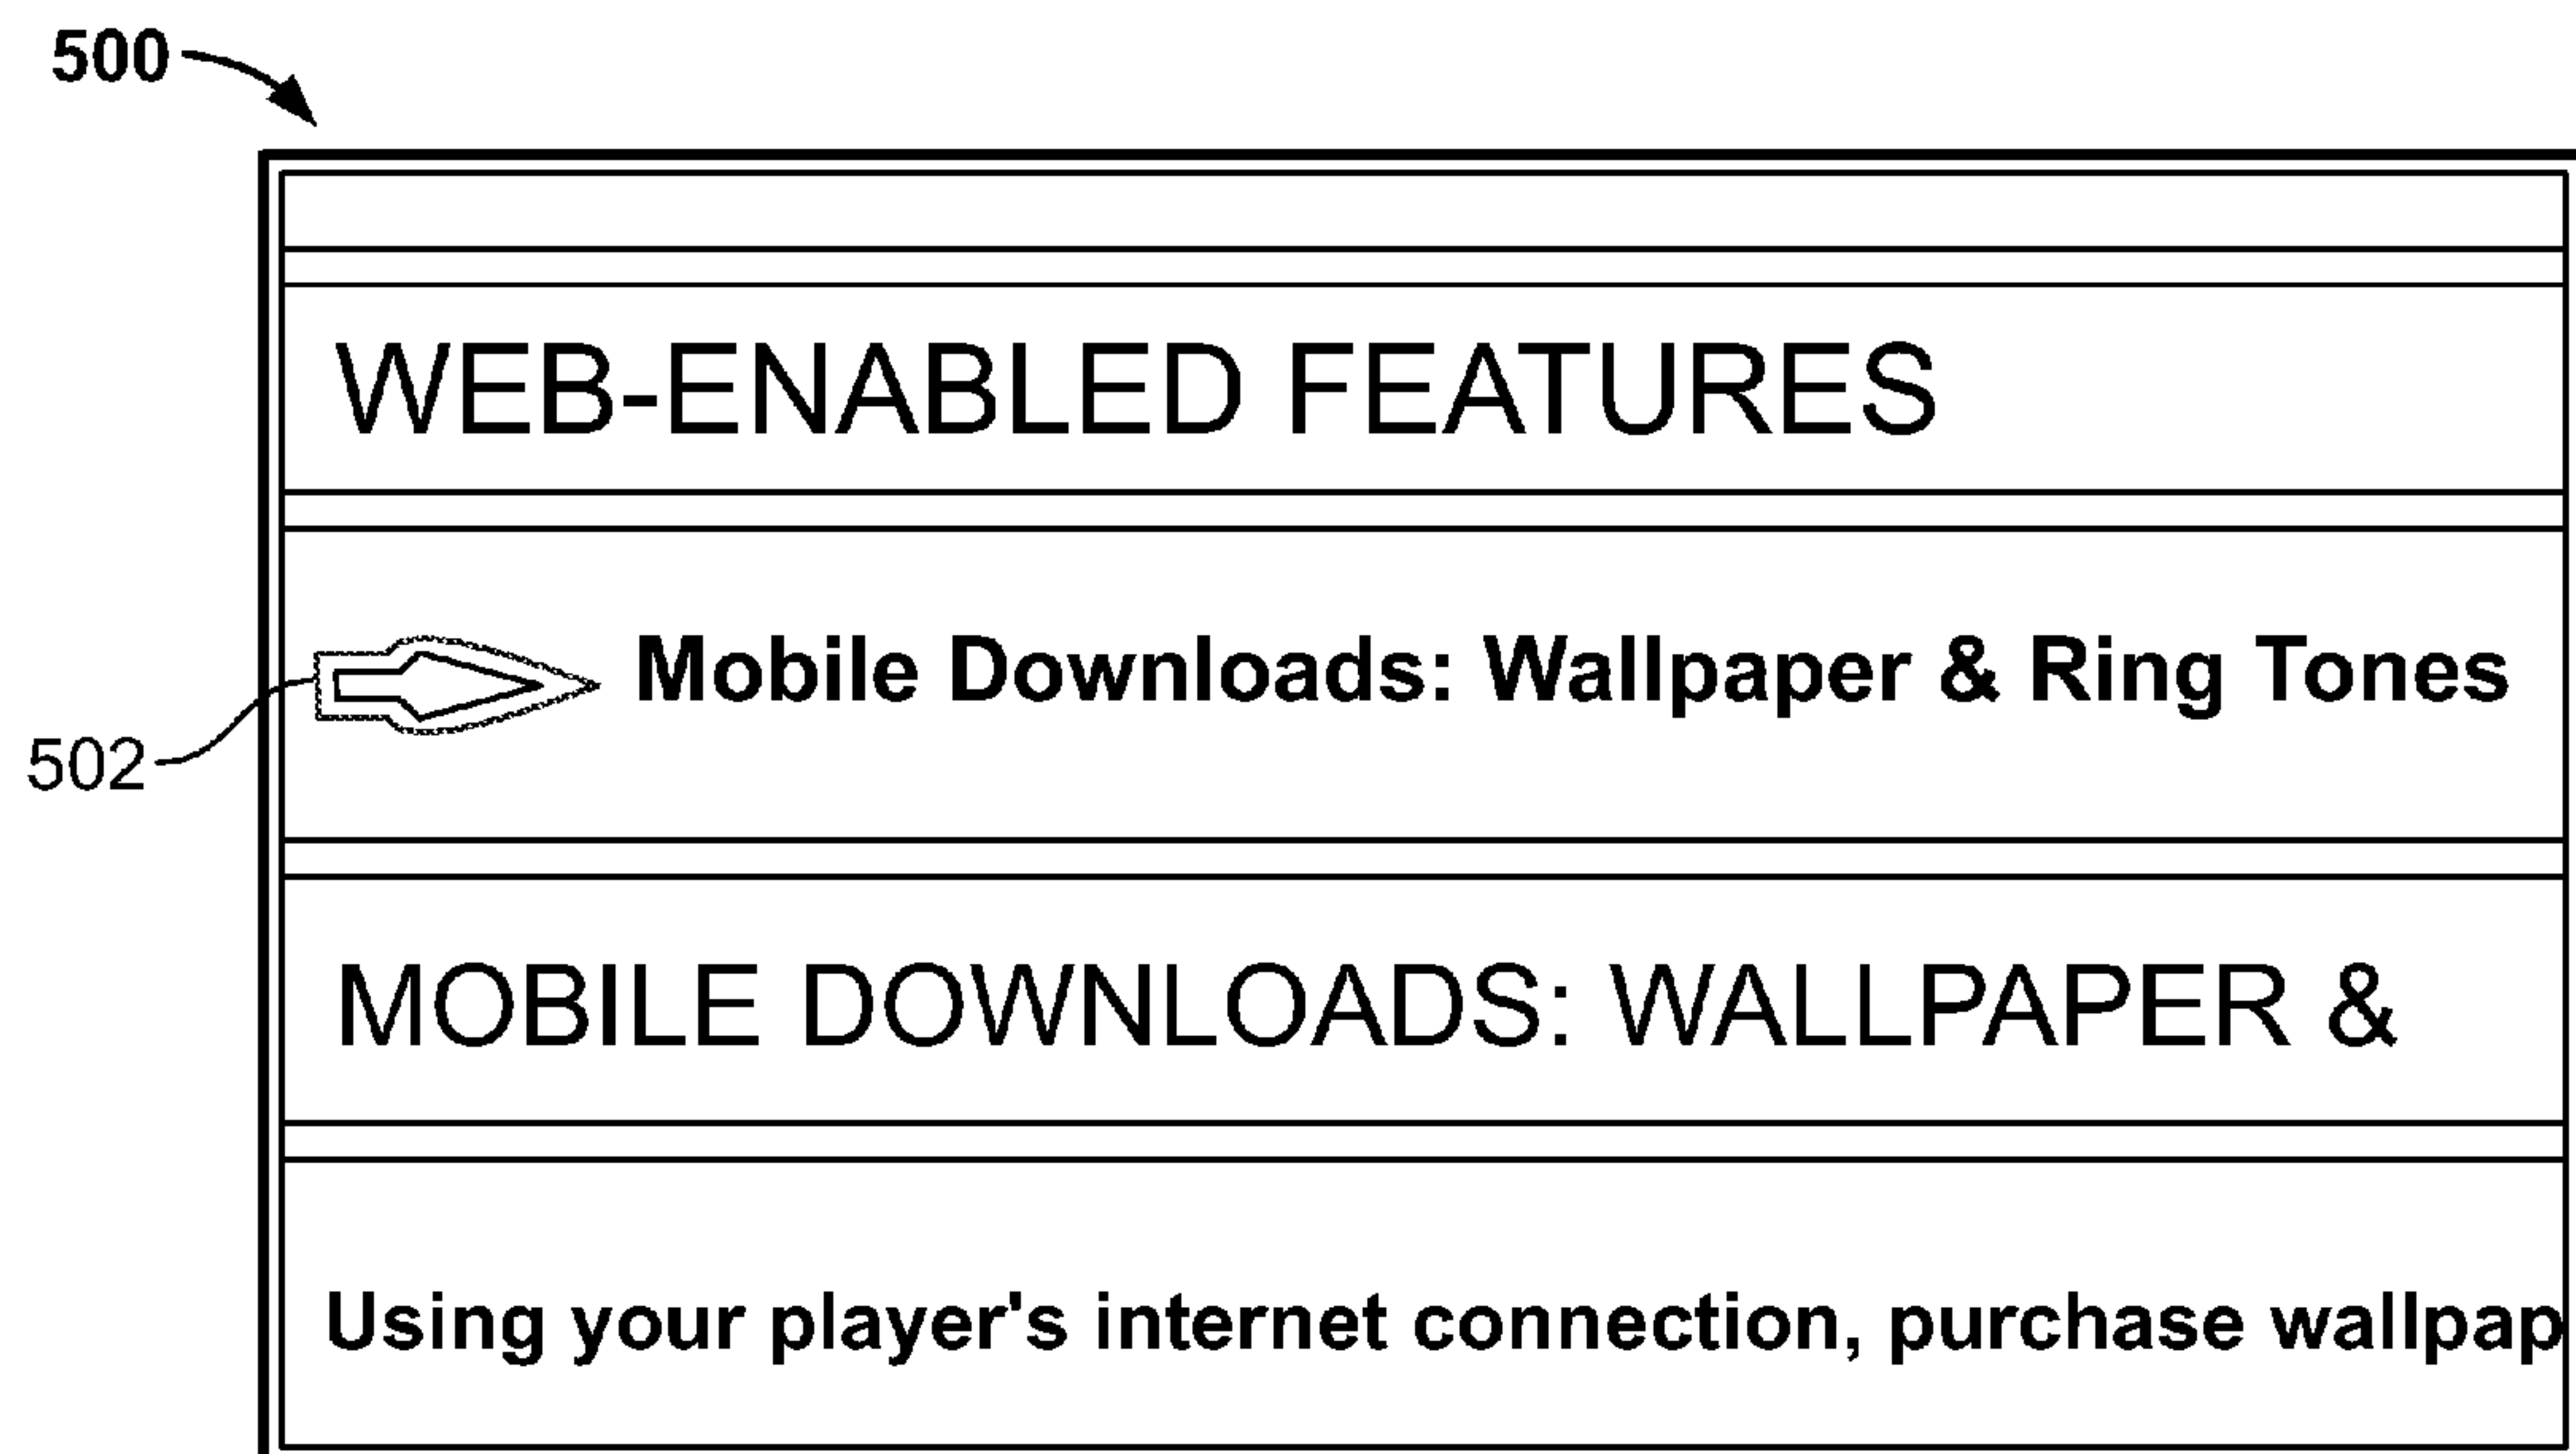 500
WEB-ENABLED FEATURES
Mobile Downloads: Wallpaper & Ring Tones
502
MOBILE DOWNLOADS: WALLPAPER &
Using your player's internet connection, purchase wallpap